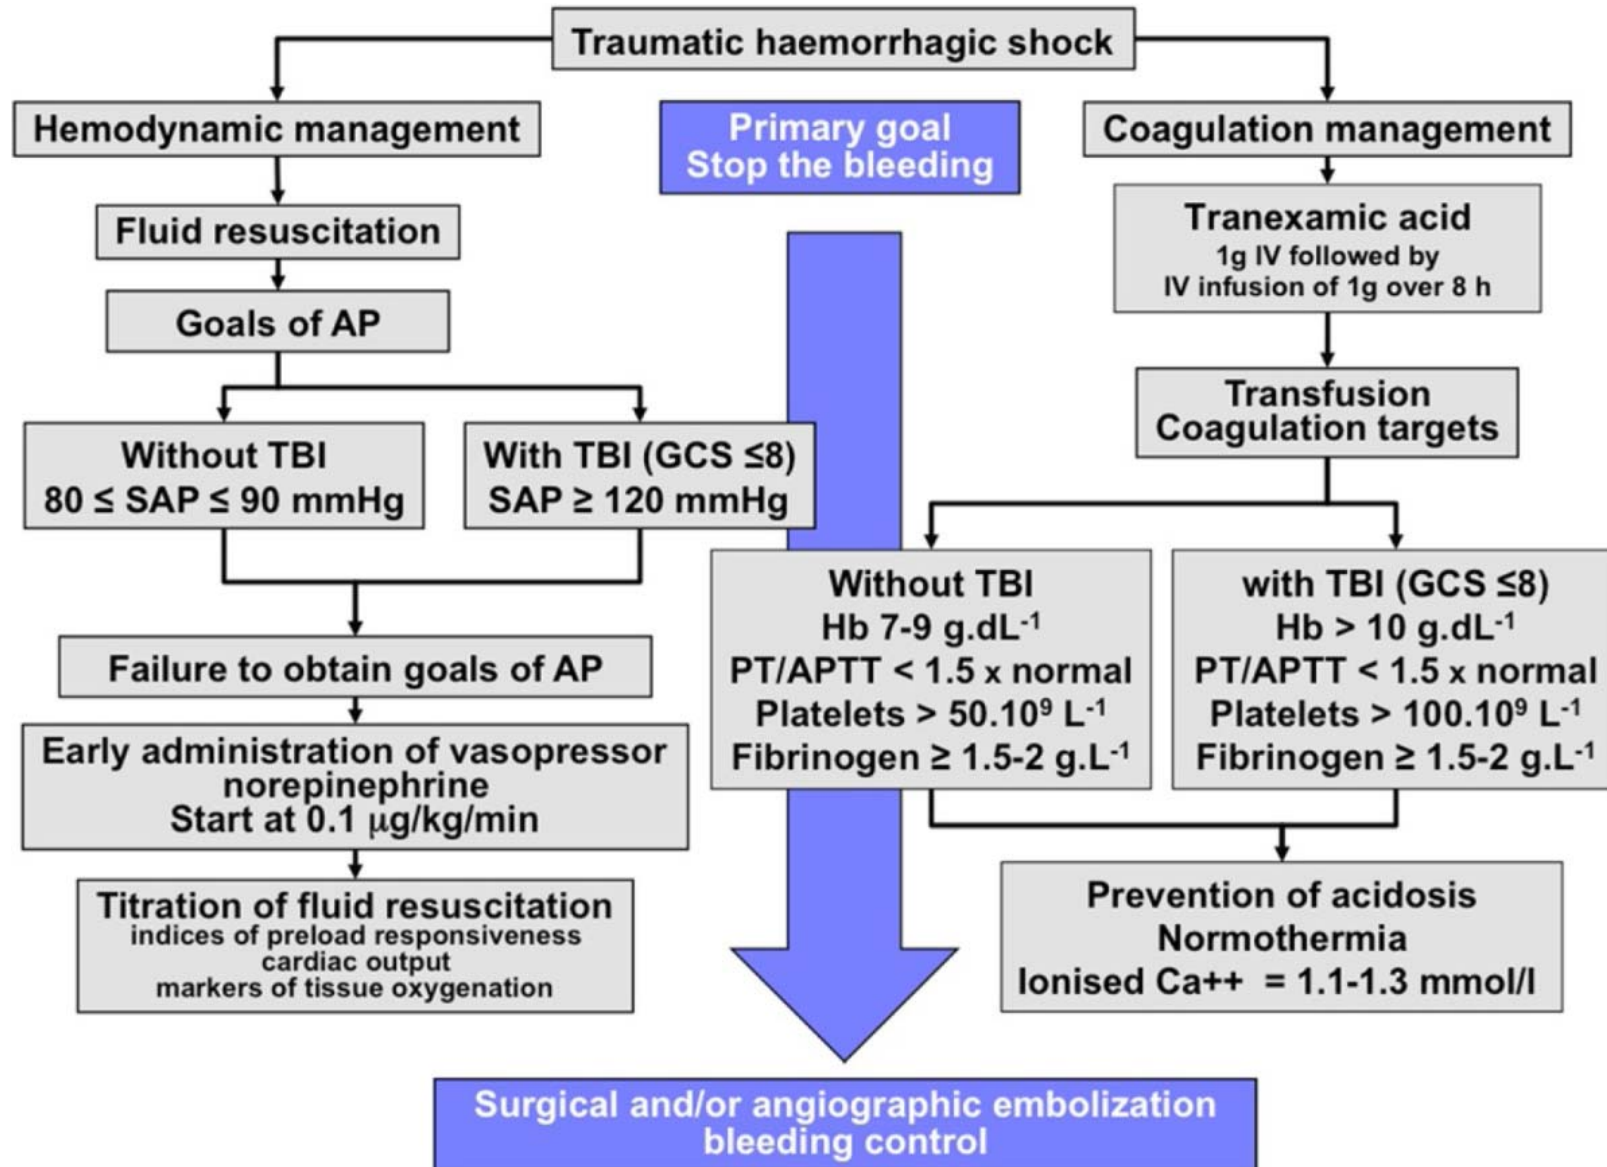 Traumatic haemorrhagic shock
Hemodynamic management
Primary goal
Stop the bleeding
Coagulation management
Fluid resuscitation
Tranexamic acid
1g IV followed by
IV infusion of 1g over 8 h
Goals of AP
Transfusion
Coagulation targets
Without TBI
80 ≤ SAP ≤ 90 mmHg
With TBI (GCS ≤8)
SAP ≥ 120 mmHg
Without TBI
Hb 7-9 g.dL⁻¹
PT/APTT < 1.5 x normal
Platelets > 50.10⁹ L⁻¹
Fibrinogen ≥ 1.5-2 g.L⁻¹
with TBI (GCS ≤8)
Hb > 10 g.dL⁻¹
PT/APTT < 1.5 x normal
Platelets > 100.10⁹ L⁻¹
Fibrinogen ≥ 1.5-2 g.L⁻¹
Failure to obtain goals of AP
Early administration of vasopressor
norepinephrine
Start at 0.1 μg/kg/min
Titration of fluid resuscitation
indices of preload responsiveness
cardiac output
markers of tissue oxygenation
Prevention of acidosis
Normothermia
Ionised Ca++ = 1.1-1.3 mmol/l
Surgical and/or angiographic embolization
bleeding control